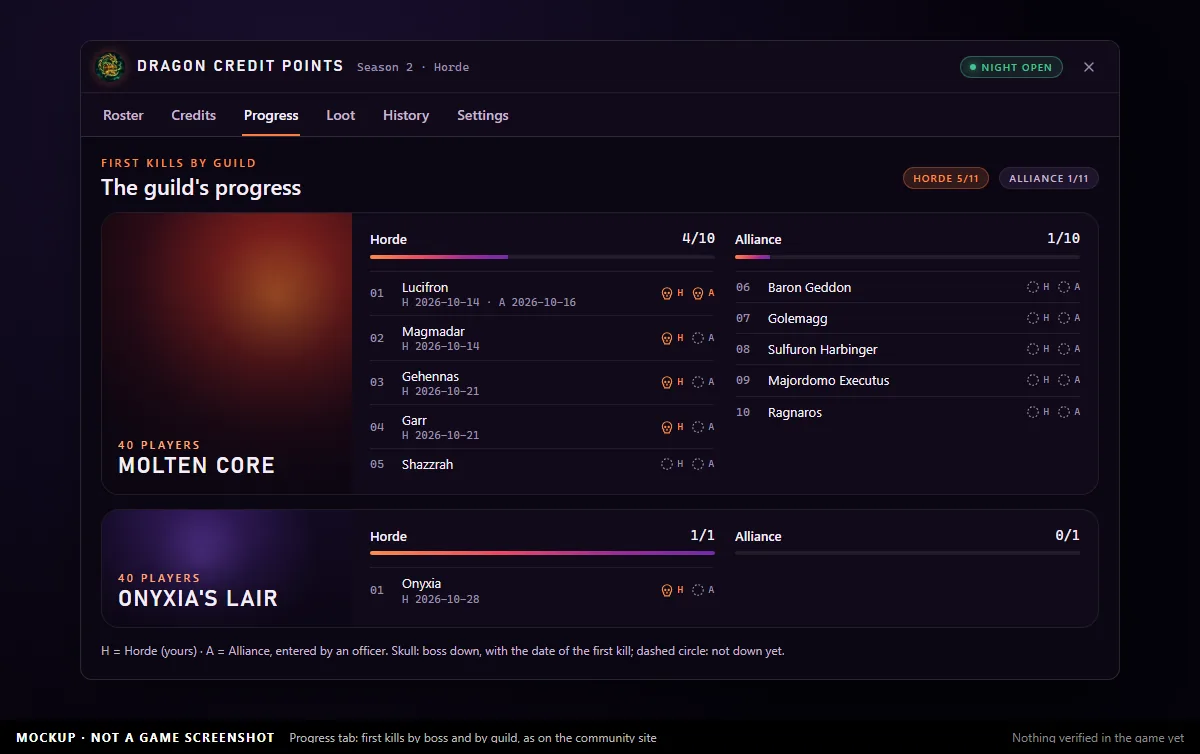 DRAGON CREDIT POINTS Season 2 · Horde
NIGHT OPEN
Roster Credits Progress Loot History Settings
FIRST KILLS BY GUILD
The guild's progress
HORDE 5/11 ALLIANCE 1/11
40 PLAYERS
MOLTEN CORE
Horde 4/10
01 Lucifron H A
H 2026-10-14 · A 2026-10-16
02 Magmadar H A
H 2026-10-14
03 Gehennas H A
H 2026-10-21
04 Garr H A
H 2026-10-21
05 Shazzrah H A
Alliance 1/10
06 Baron Geddon H A
07 Golemagg H A
08 Sulfuron Harbinger H A
09 Majordomo Executus H A
10 Ragnaros H A
40 PLAYERS
ONYXIA'S LAIR
Horde 1/1
01 Onyxia H A
H 2026-10-28
Alliance 0/1
H = Horde (yours) · A = Alliance, entered by an officer. Skull: boss down, with the date of the first kill; dashed circle: not down yet.
MOCKUP · NOT A GAME SCREENSHOT Progress tab: first kills by boss and by guild, as on the community site
Nothing verified in the game yet